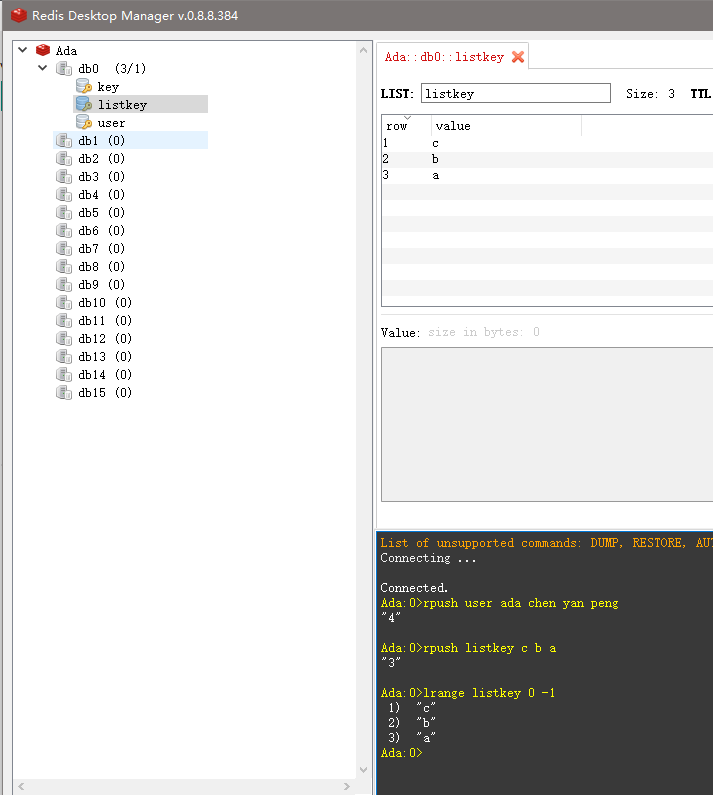 Redis Desktop Manager v.0.8.8.384
Ada
db0 (3/1)
key
listkey
user
db1 (0)
db2 (0)
db3 (0)
db4 (0)
db5 (0)
db6 (0)
db7 (0)
db8 (0)
db9 (0)
db10 (0)
db11 (0)
db12 (0)
db13 (0)
db14 (0)
db15 (0)
Ada::db0::listkey
LIST: listkey Size: 3 TTL
row value
1 c
2 b
3 a
Value: size in bytes: 0
List of unsupported commands: DUMP, RESTORE, AUT
Connecting ...
Connected.
Ada:0>rpush user ada chen yan peng
"4"
Ada:0>rpush listkey c b a
"3"
Ada:0>lrange listkey 0 -1
1) "c"
2) "b"
3) "a"
Ada:0>